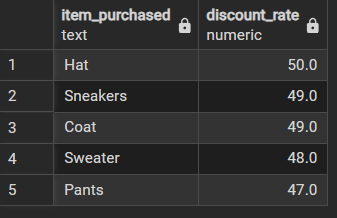 item_purchased discount_rate
text numeric
1 Hat 50.0
2 Sneakers 49.0
3 Coat 49.0
4 Sweater 48.0
5 Pants 47.0